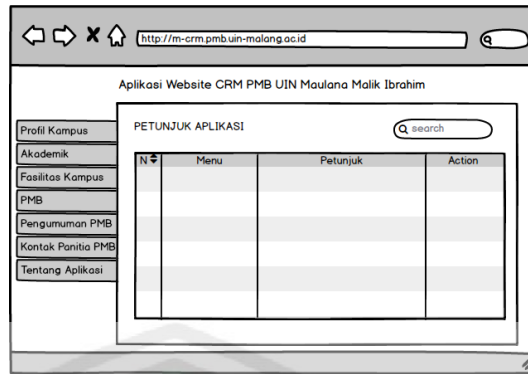 http://m-crm.pmb.uin-malang.ac.id
Aplikasi Website CRM PMB UIN Maulana Malik Ibrahim
Profil Kampus
Akademik
Fasilitas Kampus
PMB
Pengumuman PMB
Kontak Panitia PMB
Tentang Aplikasi
PETUNJUK APLIKASI
search
N Menu Petunjuk Action